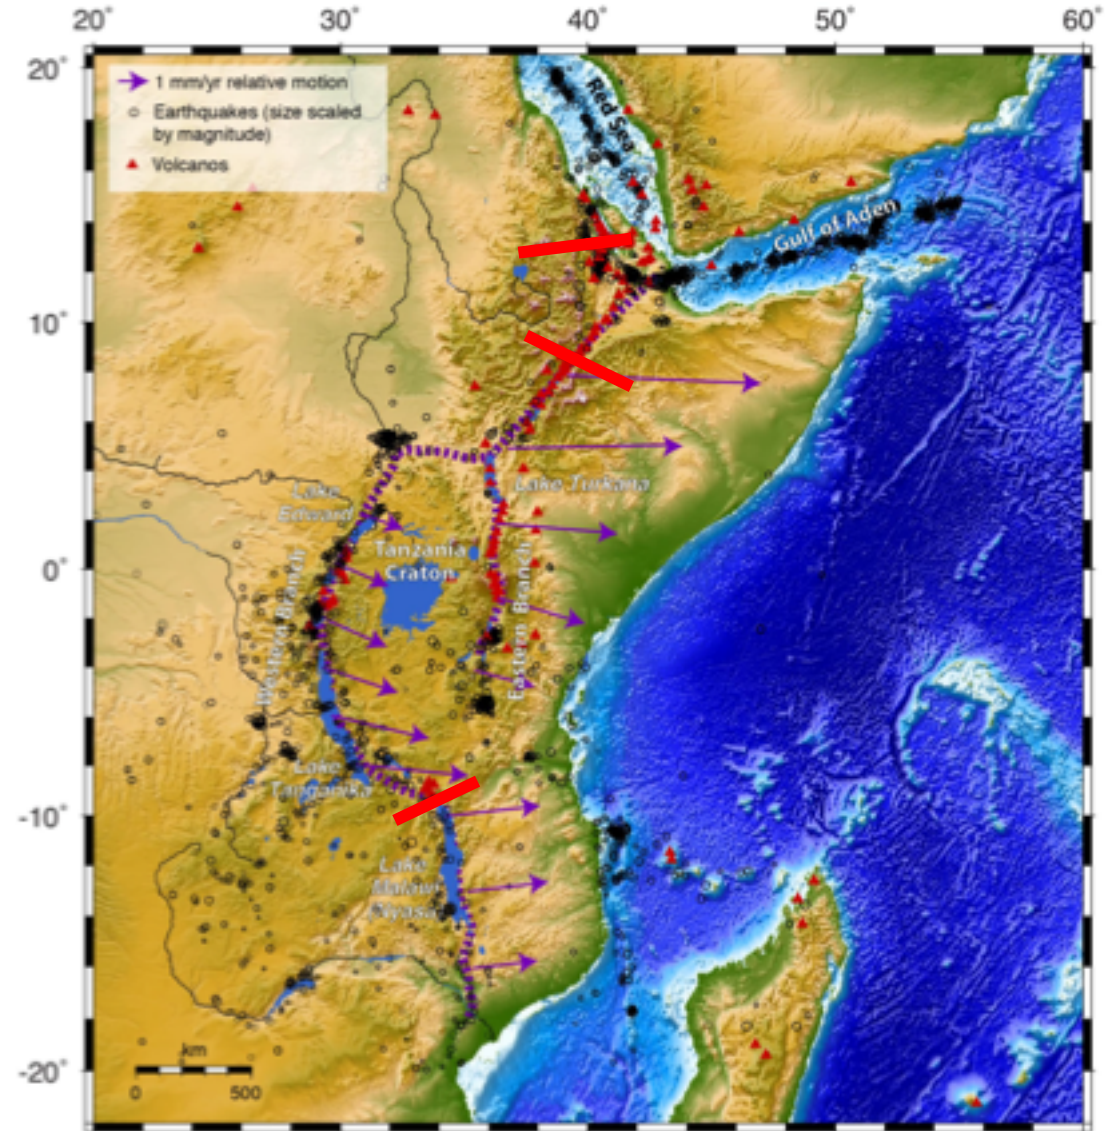 20° 30° 40° 50° 60°
20°
1 mm/yr relative motion
Earthquakes (size scaled
by magnitude)
Volcanos
Red Sea
Gulf of Aden
10°
Lake
Edward
Lake Turkana
Tanzania
Craton
0°
Western Branch
Eastern Branch
Lake
Tanganika
-10°
Lake
Malawi
Nyasa
km
0 500
-20°